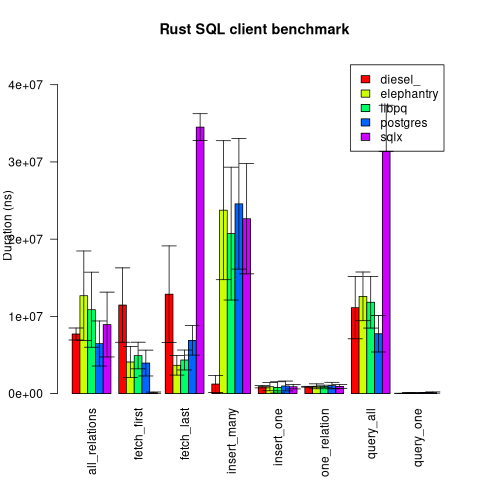 Rust SQL client benchmark
diesel_
elephantry
libpq
postgres
sqlx
Duration (ns)
4e+07
3e+07
2e+07
1e+07
0e+00
all_relations
fetch_first
fetch_last
insert_many
insert_one
one_relation
query_all
query_one